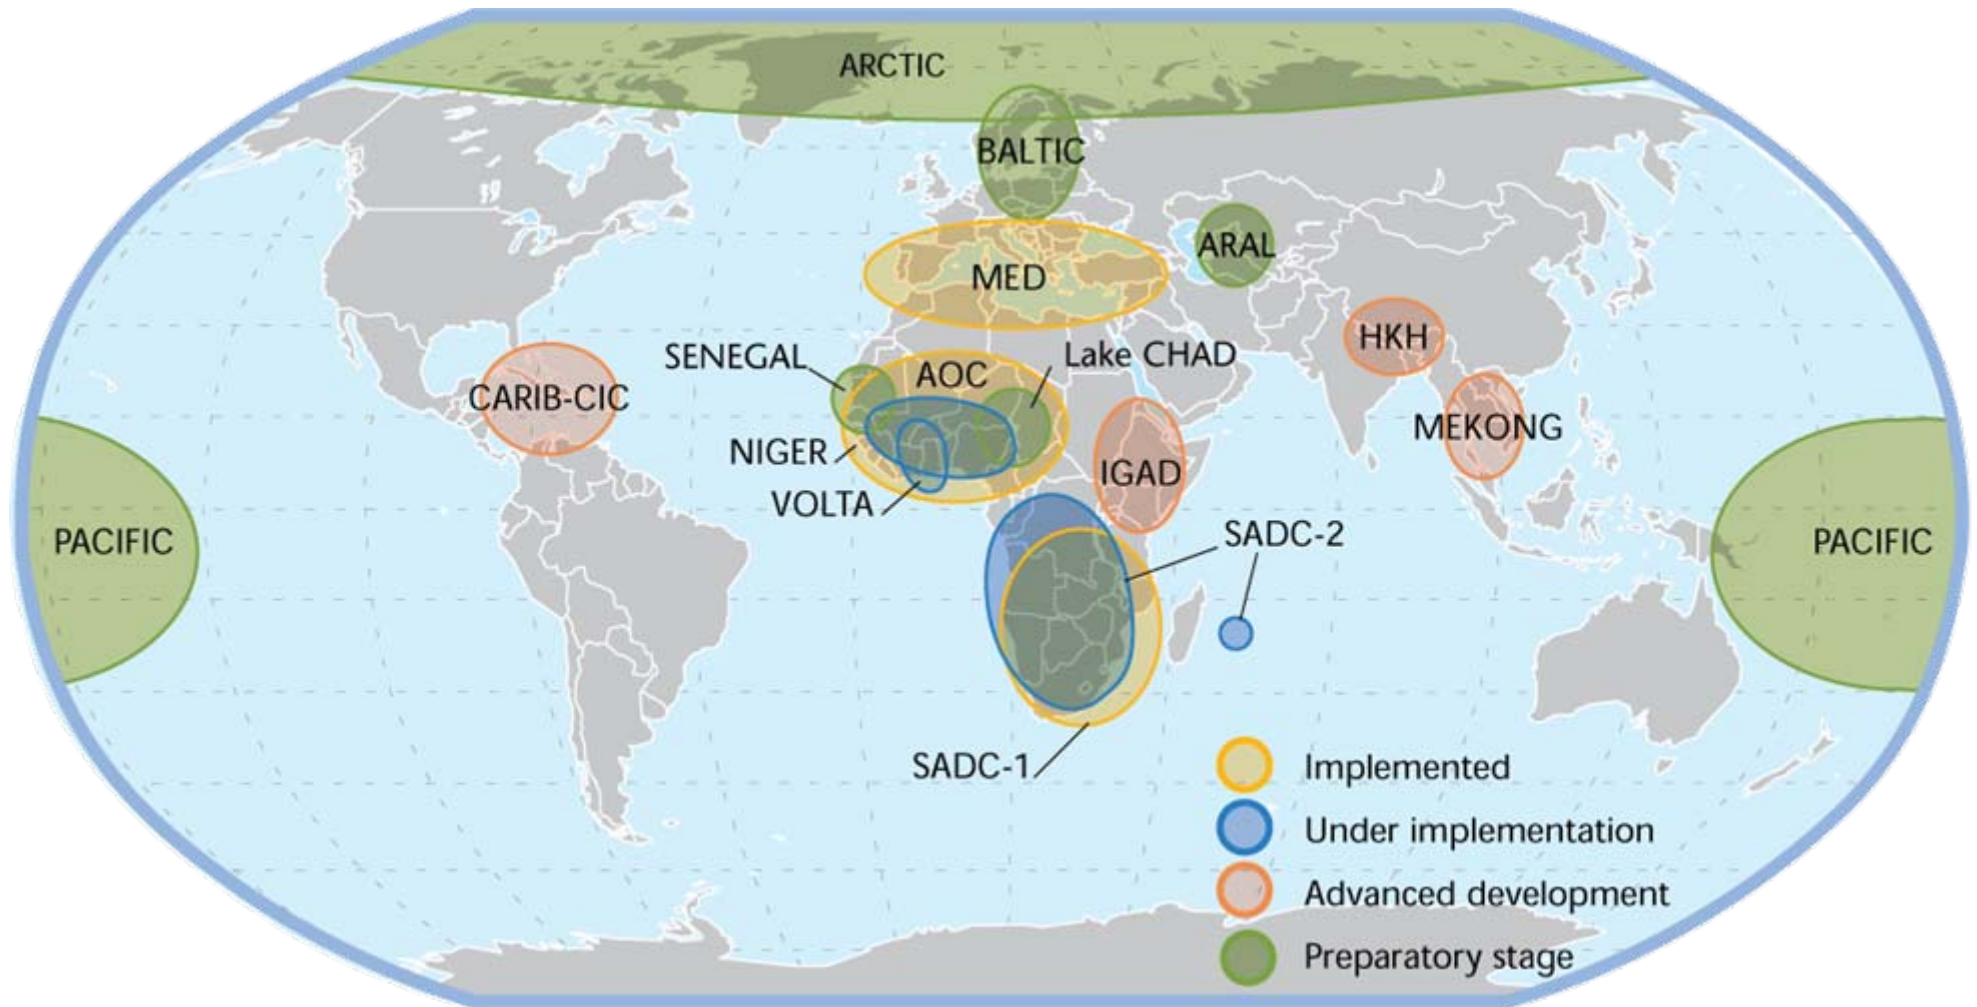 ARCTIC
BALTIC
ARAL
MED
HKH
SENEGAL
Lake CHAD
AOC
CARIB-CIC
MEKONG
NIGER
IGAD
VOLTA
SADC-2
PACIFIC
PACIFIC
SADC-1
Implemented
Under implementation
Advanced development
Preparatory stage